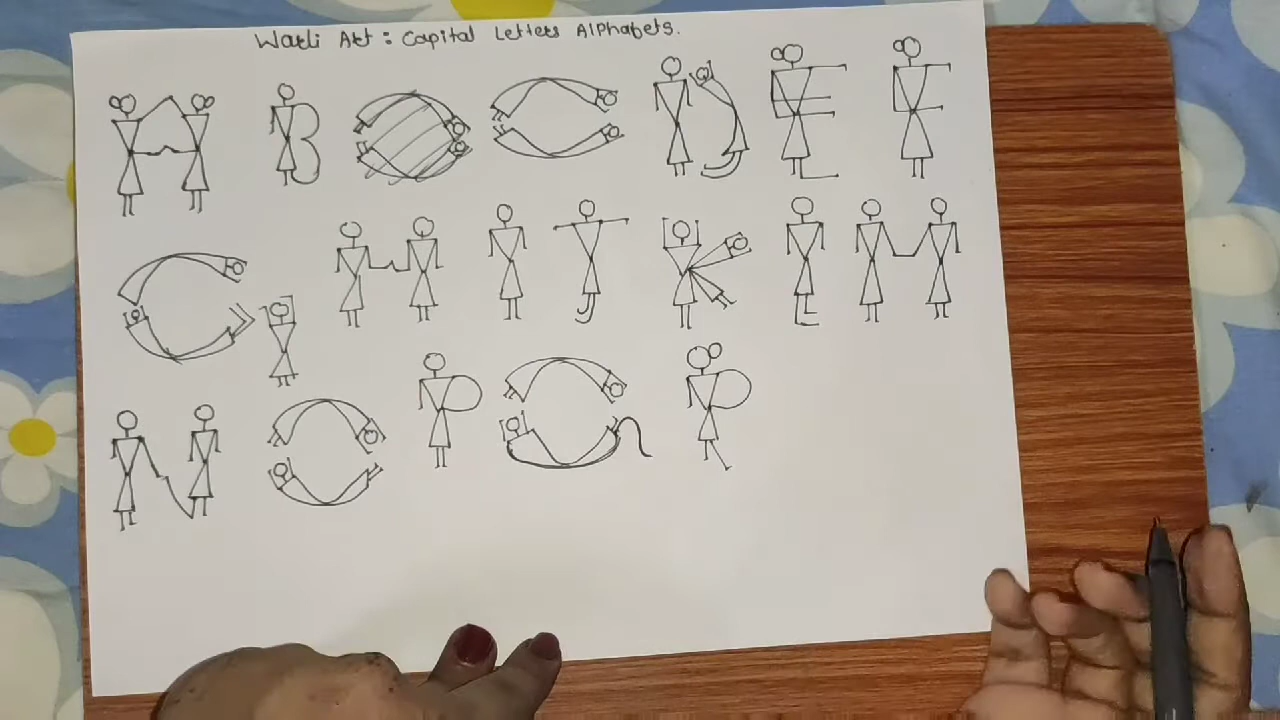 Warli Art : Capital Letters Alphabets.
A B C D E F
G H I J K L M
N O P Q R